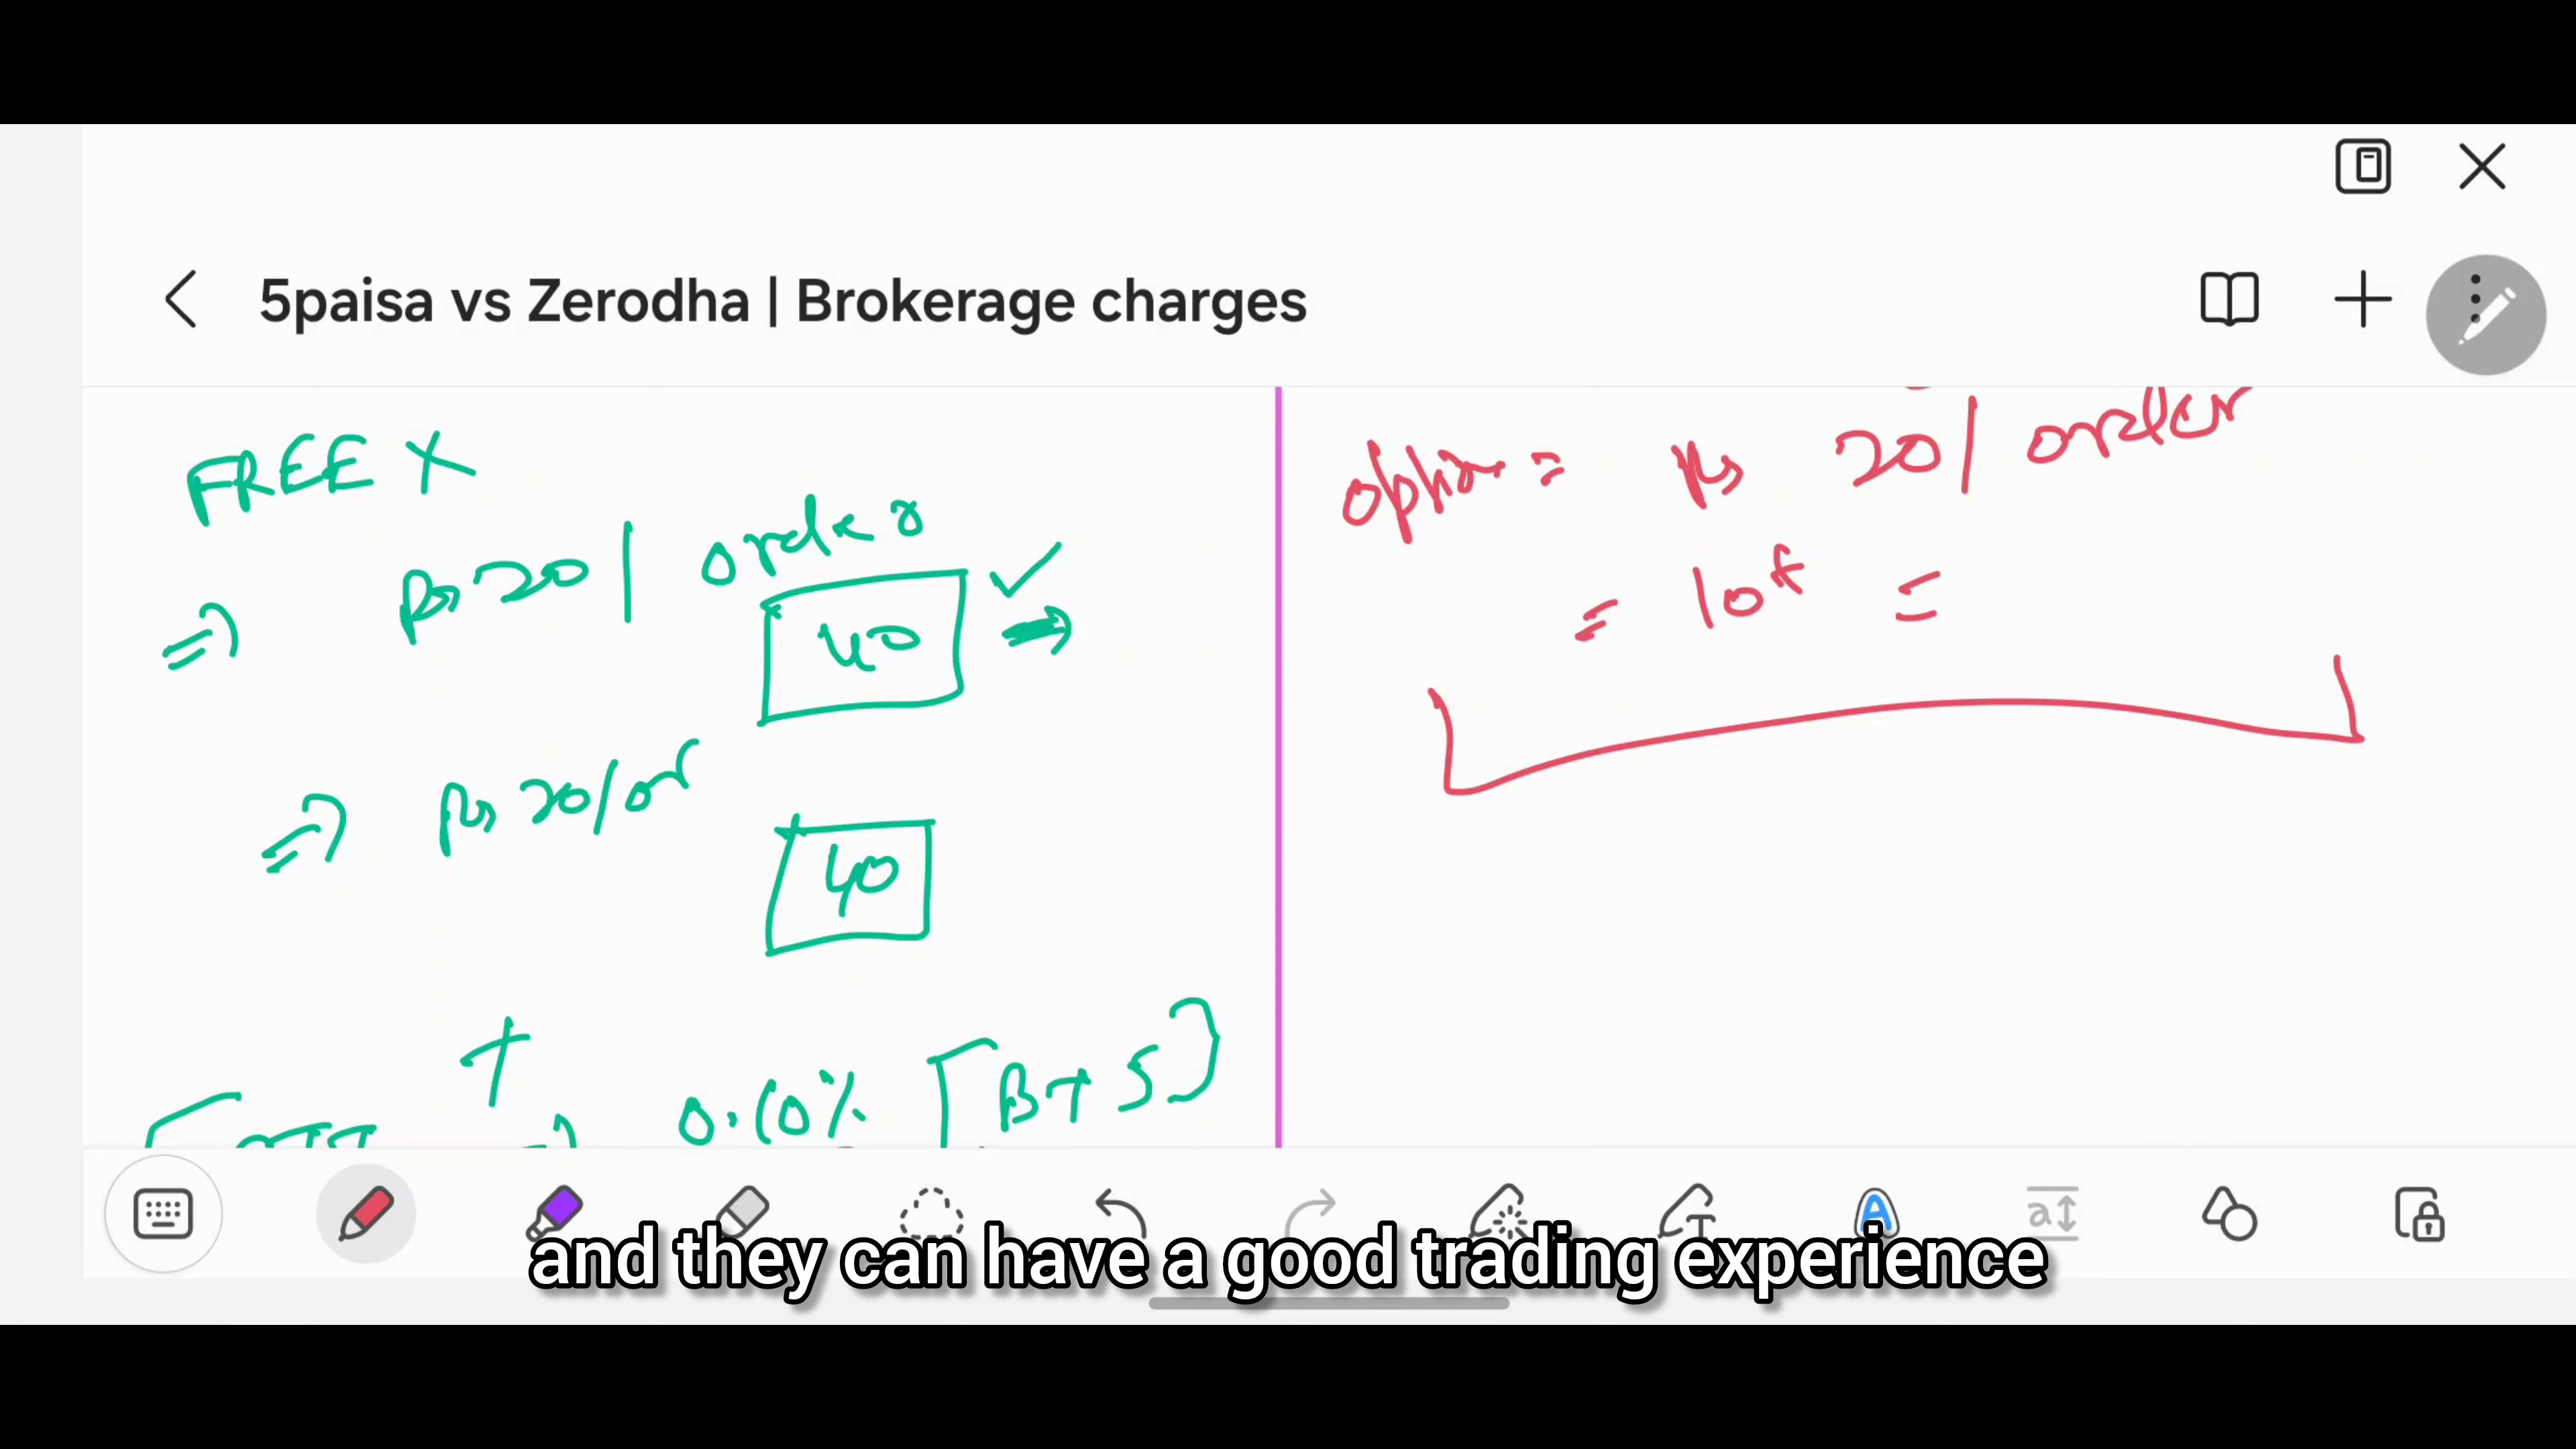 5paisa vs Zerodha | Brokerage charges
FREE X
⇒ Rs 20 | order
40 ✓
⇒ Rs 20/or
40
+
STT ⇒ 0.10% [B+S]
option = Rs 20/order
= lot =
and they can have a good trading experience